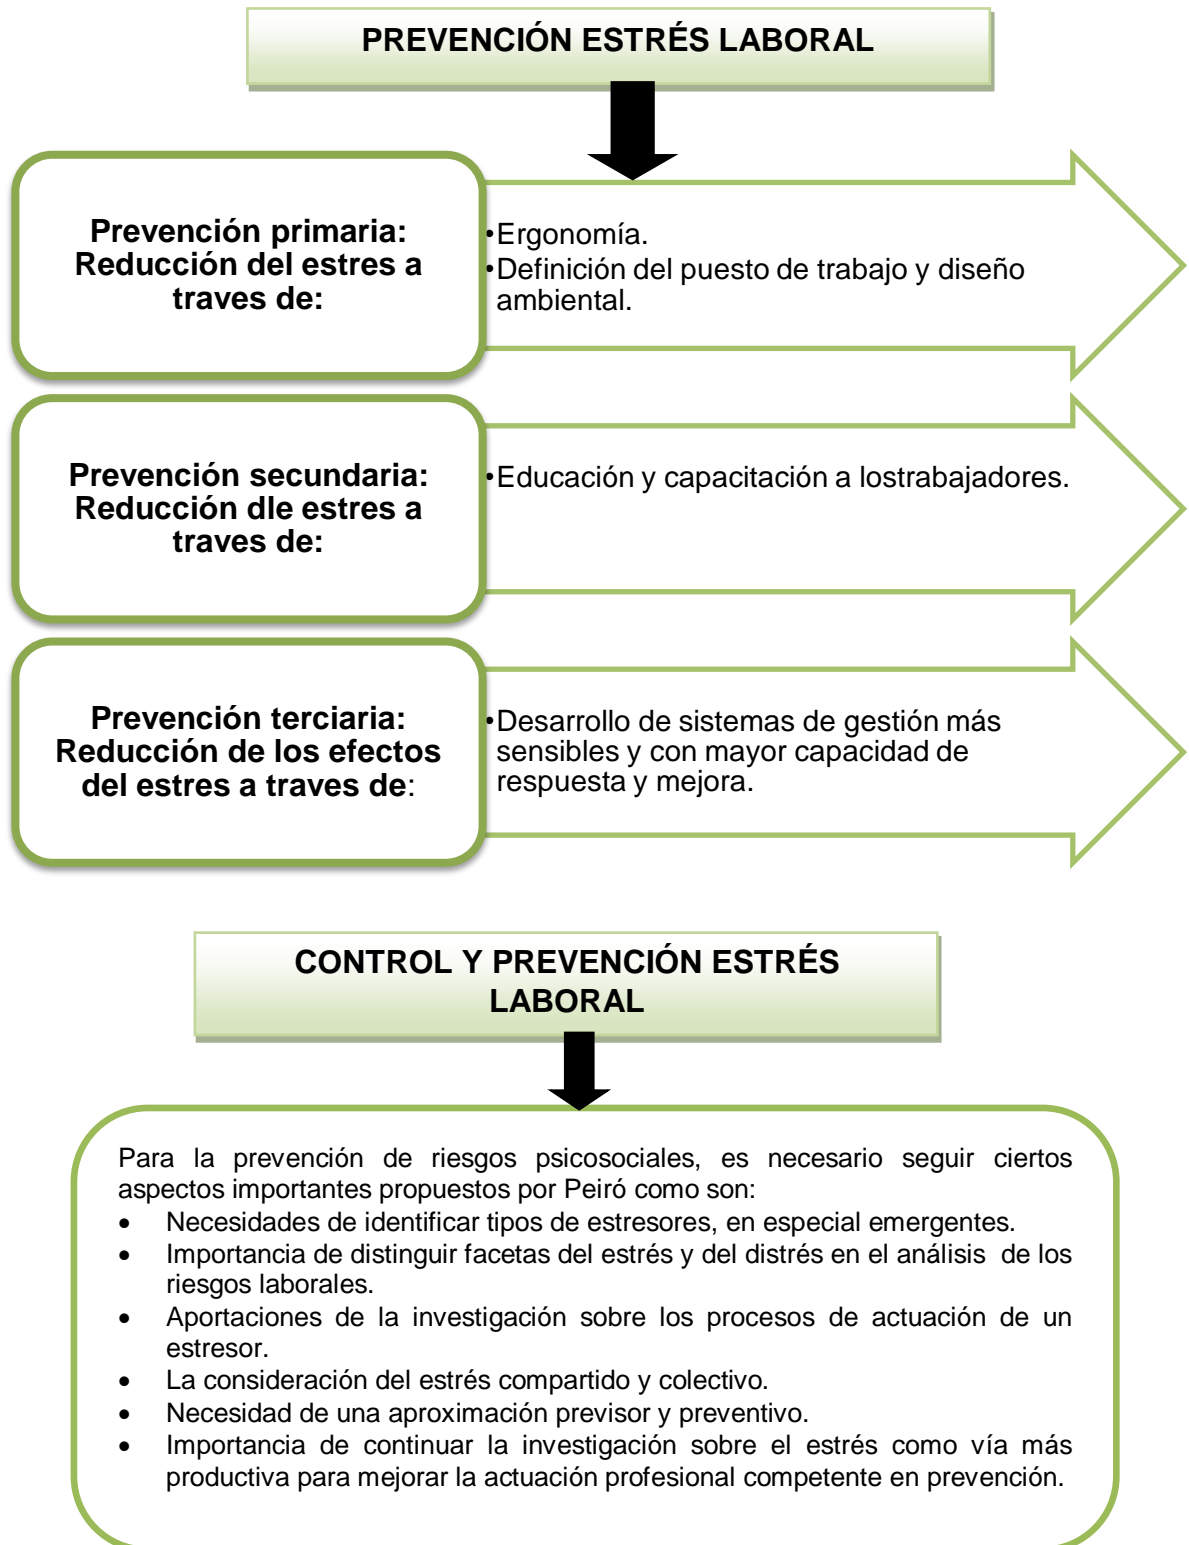 PREVENCIÓN ESTRÉS LABORAL
Prevención primaria:
Reducción del estres a
traves de:
•Ergonomía.
•Definición del puesto de trabajo y diseño
ambiental.
Prevención secundaria:
Reducción dle estres a
traves de:
•Educación y capacitación a lostrabajadores.
Prevención terciaria:
Reducción de los efectos
del estres a traves de:
•Desarrollo de sistemas de gestión más
sensibles y con mayor capacidad de
respuesta y mejora.
CONTROL Y PREVENCIÓN ESTRÉS
LABORAL
Para la prevención de riesgos psicosociales, es necesario seguir ciertos
aspectos importantes propuestos por Peiró como son:
• Necesidades de identificar tipos de estresores, en especial emergentes.
• Importancia de distinguir facetas del estrés y del distrés en el análisis de los
riesgos laborales.
• Aportaciones de la investigación sobre los procesos de actuación de un
estresor.
• La consideración del estrés compartido y colectivo.
• Necesidad de una aproximación previsor y preventivo.
• Importancia de continuar la investigación sobre el estrés como vía más
productiva para mejorar la actuación profesional competente en prevención.